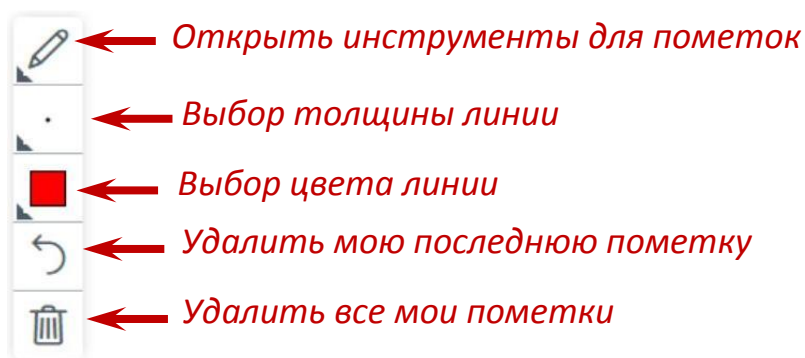 Открыть инструменты для пометок
Выбор толщины линии
Выбор цвета линии
Удалить мою последнюю пометку
Удалить все мои пометки